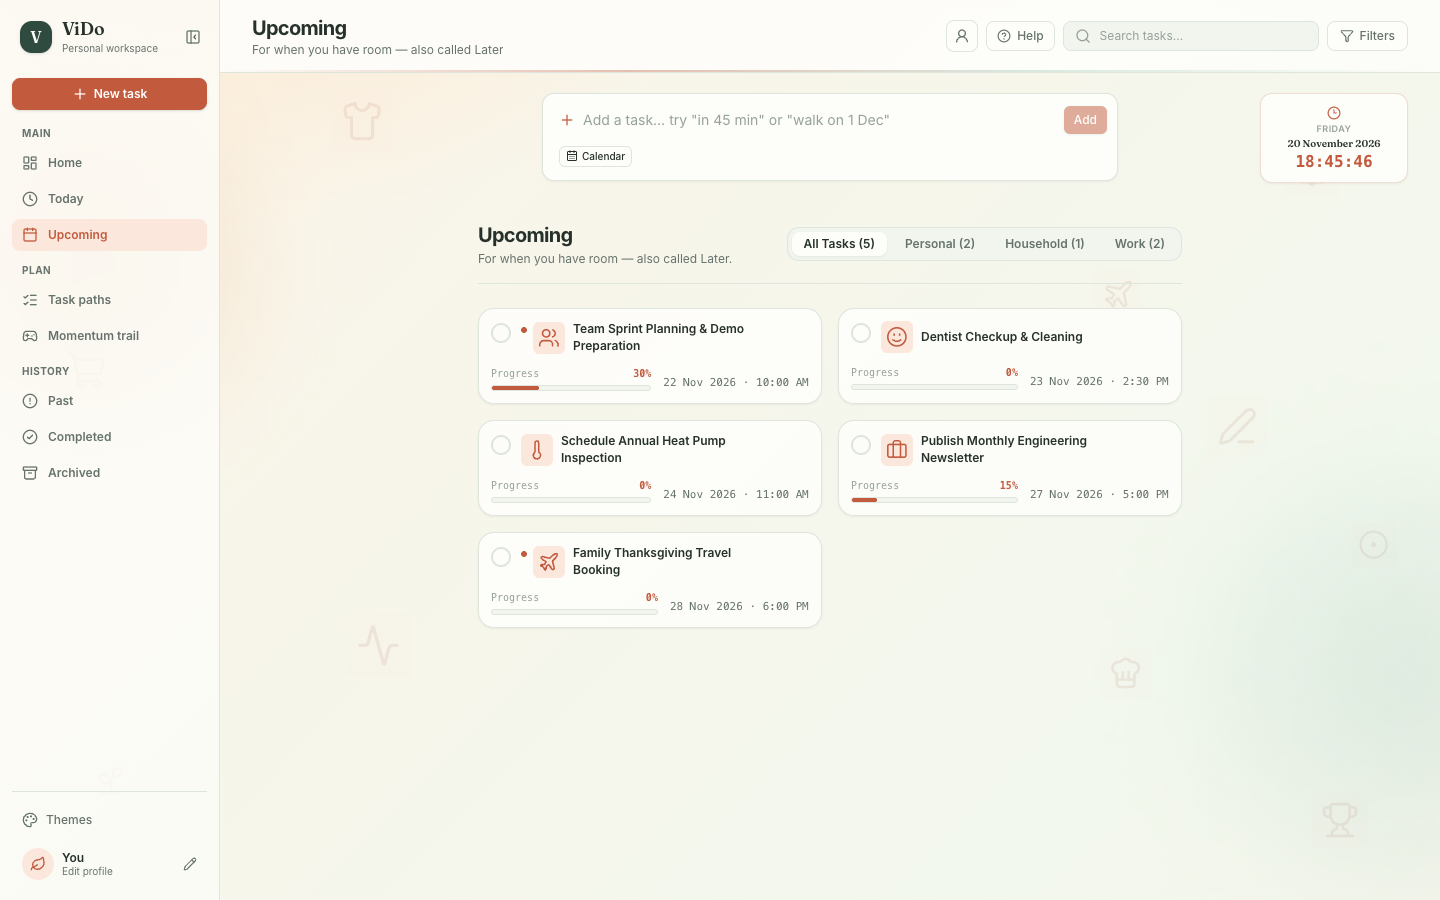 V
ViDo
Personal workspace
New task
MAIN
Home
Today
Upcoming
PLAN
Task paths
Momentum trail
HISTORY
Past
Completed
Archived
Themes
You
Edit profile
Upcoming
For when you have room — also called Later
Help
Search tasks...
Filters
Add a task... try "in 45 min" or "walk on 1 Dec"
Add
Calendar
FRIDAY
20 November 2026
18:45:46
Upcoming
For when you have room — also called Later.
All Tasks (5)
Personal (2)
Household (1)
Work (2)
Team Sprint Planning & Demo
Preparation
Progress 30%
22 Nov 2026 · 10:00 AM
Dentist Checkup & Cleaning
Progress 0%
23 Nov 2026 · 2:30 PM
Schedule Annual Heat Pump
Inspection
Progress 0%
24 Nov 2026 · 11:00 AM
Publish Monthly Engineering
Newsletter
Progress 15%
27 Nov 2026 · 5:00 PM
Family Thanksgiving Travel
Booking
Progress 0%
28 Nov 2026 · 6:00 PM